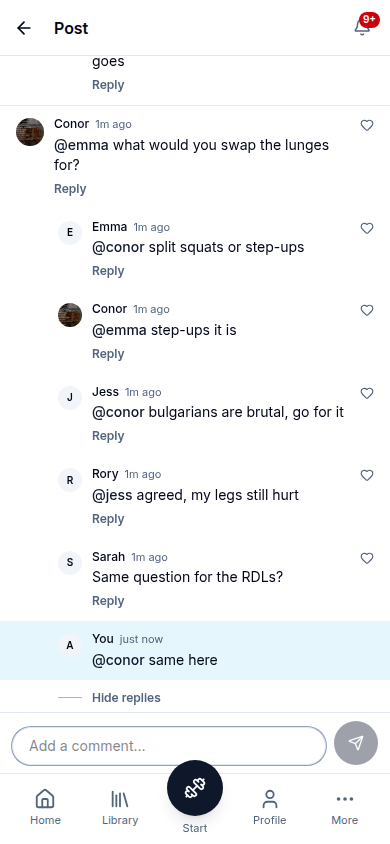 Post
9+
goes
Reply
Conor 1m ago
@emma what would you swap the lunges
for?
Reply
E
Emma 1m ago
@conor split squats or step-ups
Reply
Conor 1m ago
@emma step-ups it is
Reply
J
Jess 1m ago
@conor bulgarians are brutal, go for it
Reply
R
Rory 1m ago
@jess agreed, my legs still hurt
Reply
S
Sarah 1m ago
Same question for the RDLs?
Reply
A
You just now
@conor same here
Hide replies
Add a comment...
Home
Library
Start
Profile
More